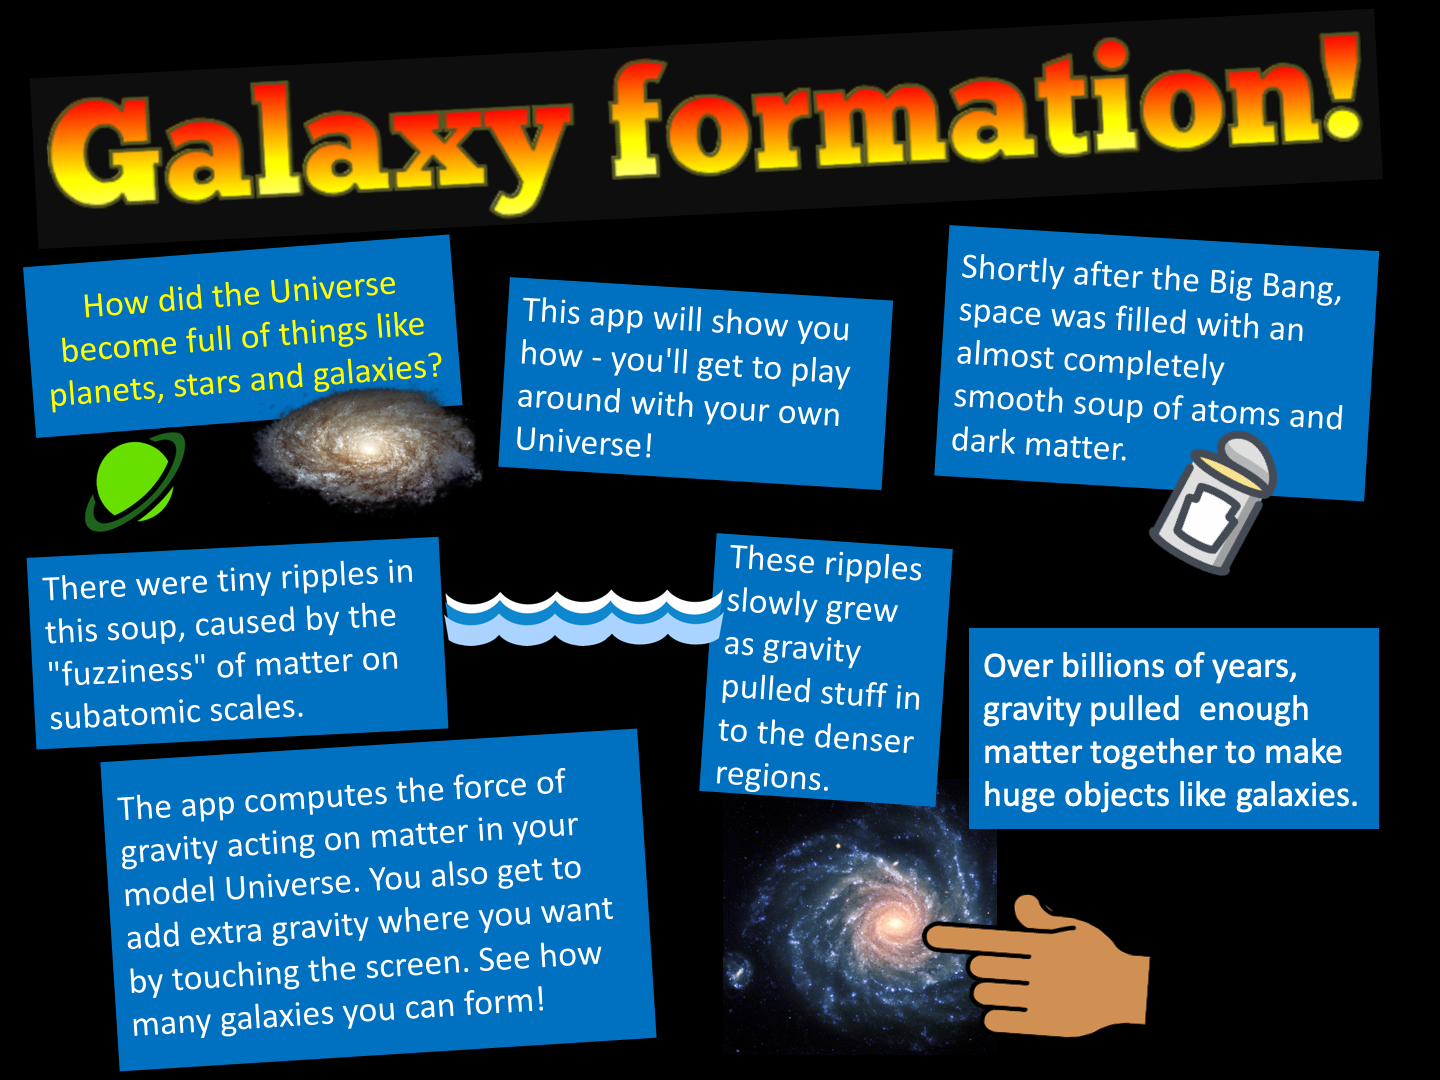 Galaxy formation!
How did the Universe
become full of things like
planets, stars and galaxies?
This app will show you
how - you'll get to play
around with your own
Universe!
Shortly after the Big Bang,
space was filled with an
almost completely
smooth soup of atoms and
dark matter.
There were tiny ripples in
this soup, caused by the
"fuzziness" of matter on
subatomic scales.
These ripples
slowly grew
as gravity
pulled stuff in
to the denser
regions.
Over billions of years,
gravity pulled  enough
matter together to make
huge objects like galaxies.
The app computes the force of
gravity acting on matter in your
model Universe. You also get to
add extra gravity where you want
by touching the screen. See how
many galaxies you can form!